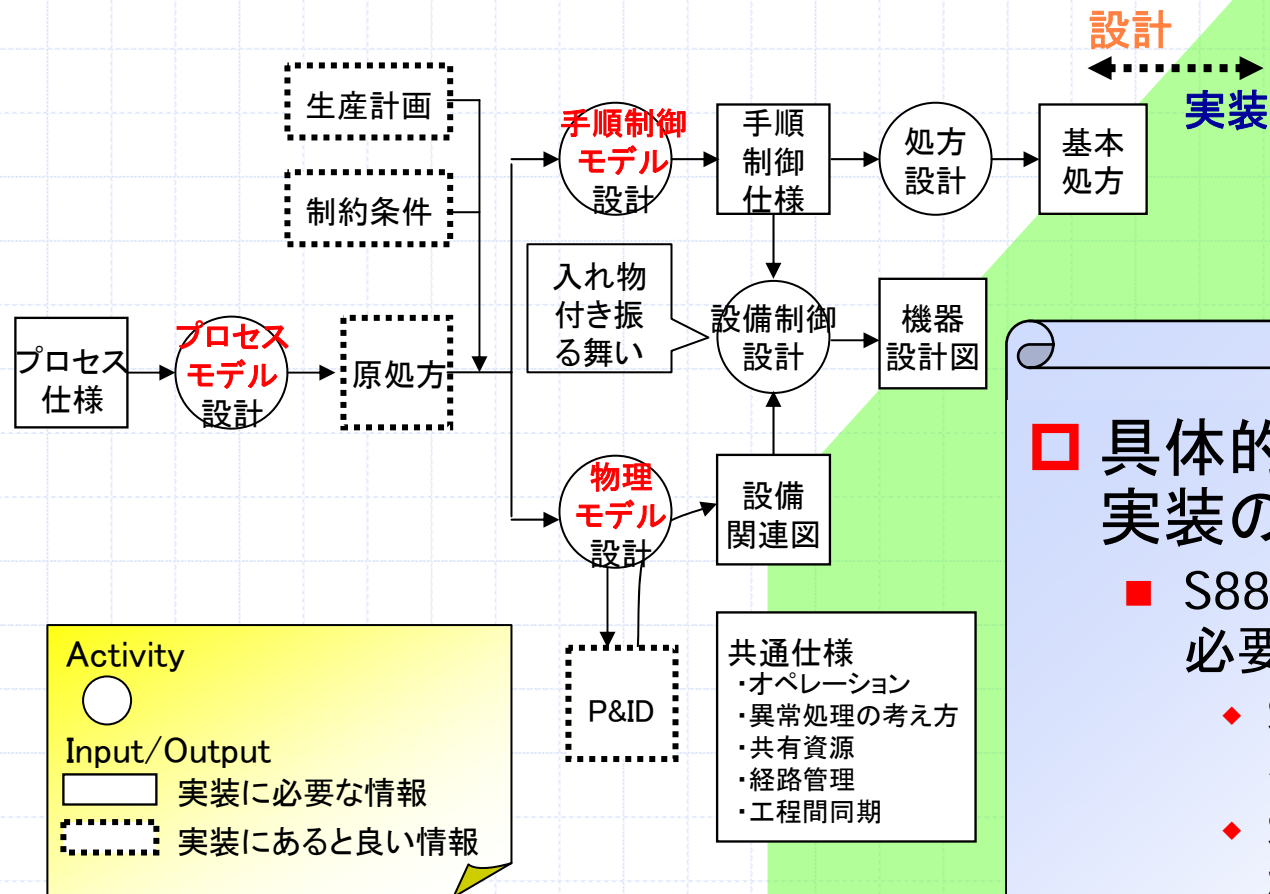 設計
実装
生産計画
制約条件
手順制御
モデル
設計
手順
制御
仕様
処方
設計
基本
処方
入れ物
付き振
る舞い
設備制御
設計
機器
設計図
プロセス
仕様
プロセス
モデル
設計
原処方
物理
モデル
設計
設備
関連図
P&ID
共通仕様
・オペレーション
・異常処理の考え方
・共有資源
・経路管理
・工程間同期
Activity
Input/Output
実装に必要な情報
実装にあると良い情報
具体的
実装の
S88
必要